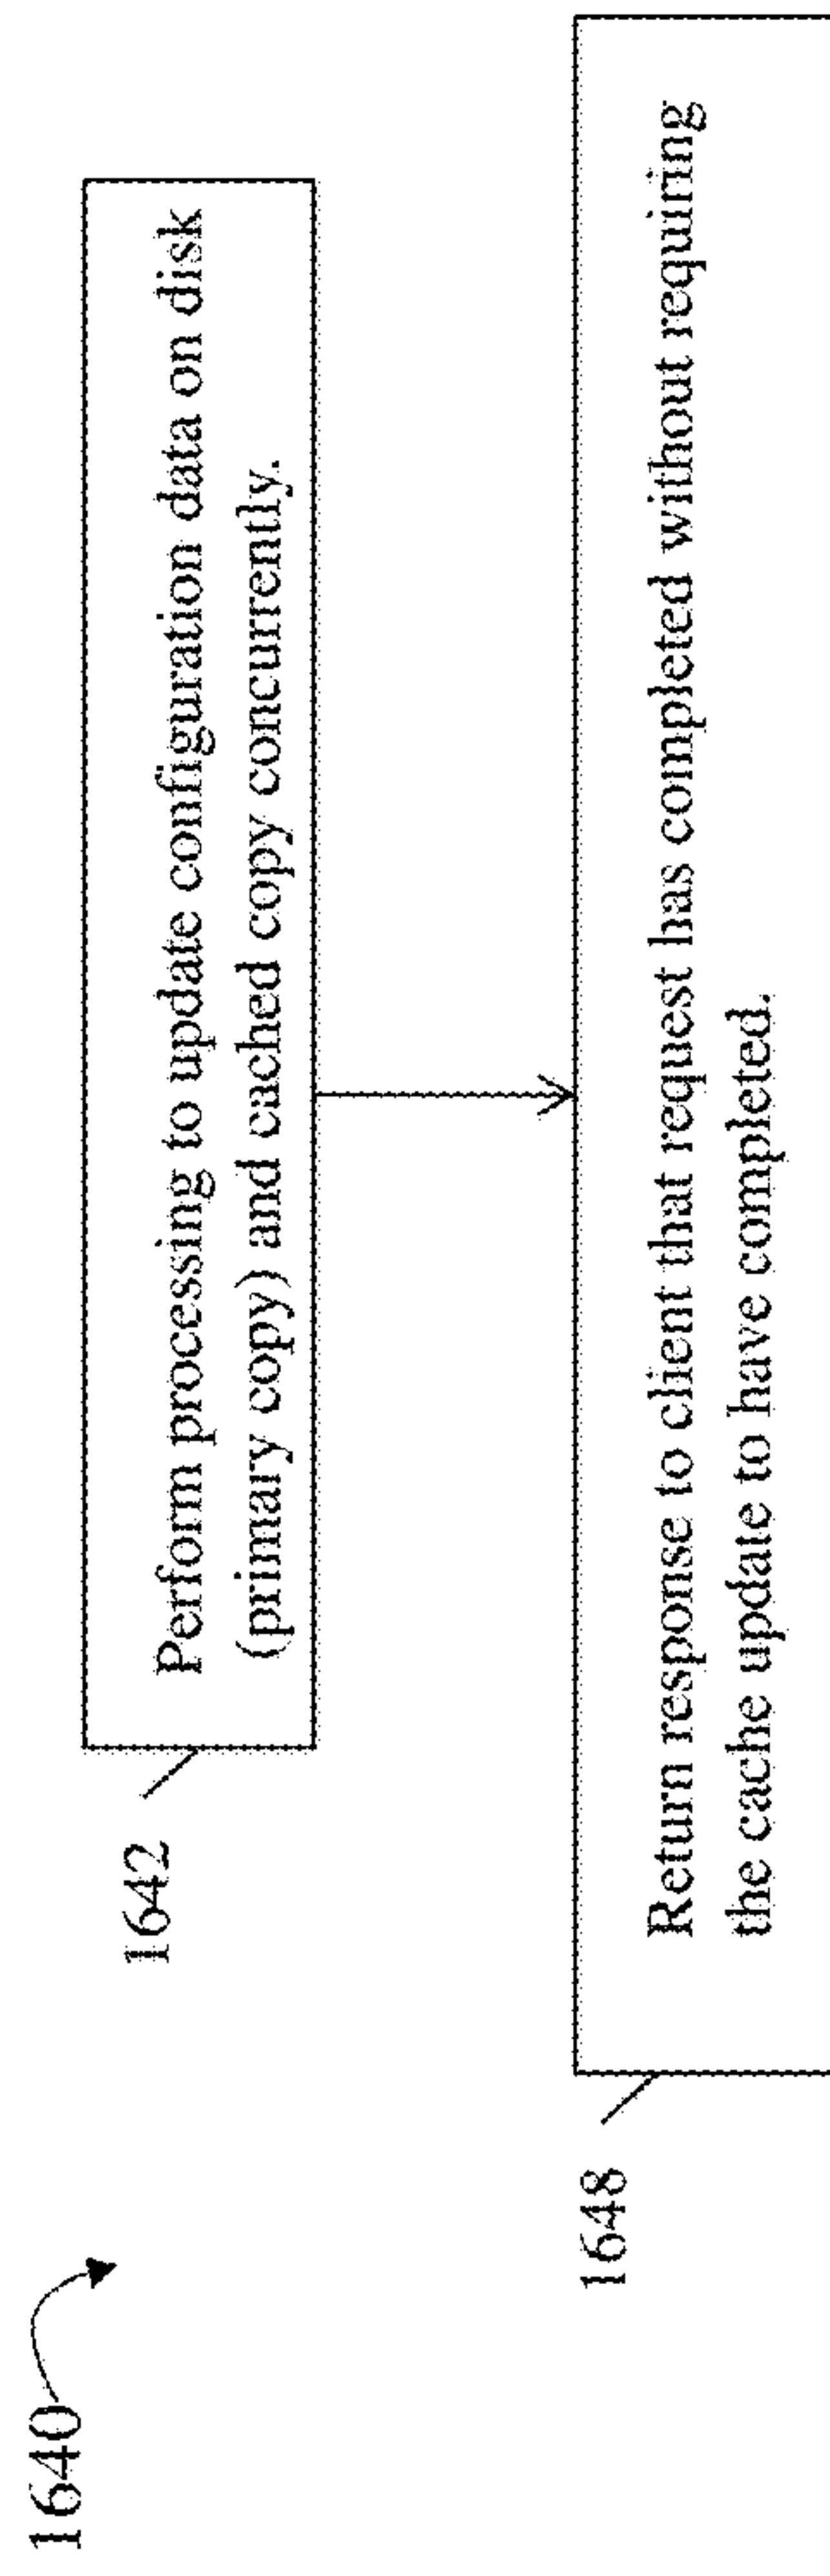 1640
1642
Perform processing to update configuration data on disk
(primary copy) and cached copy concurrently.
1648
Return response to client that request has completed without requiring
the cache update to have completed.